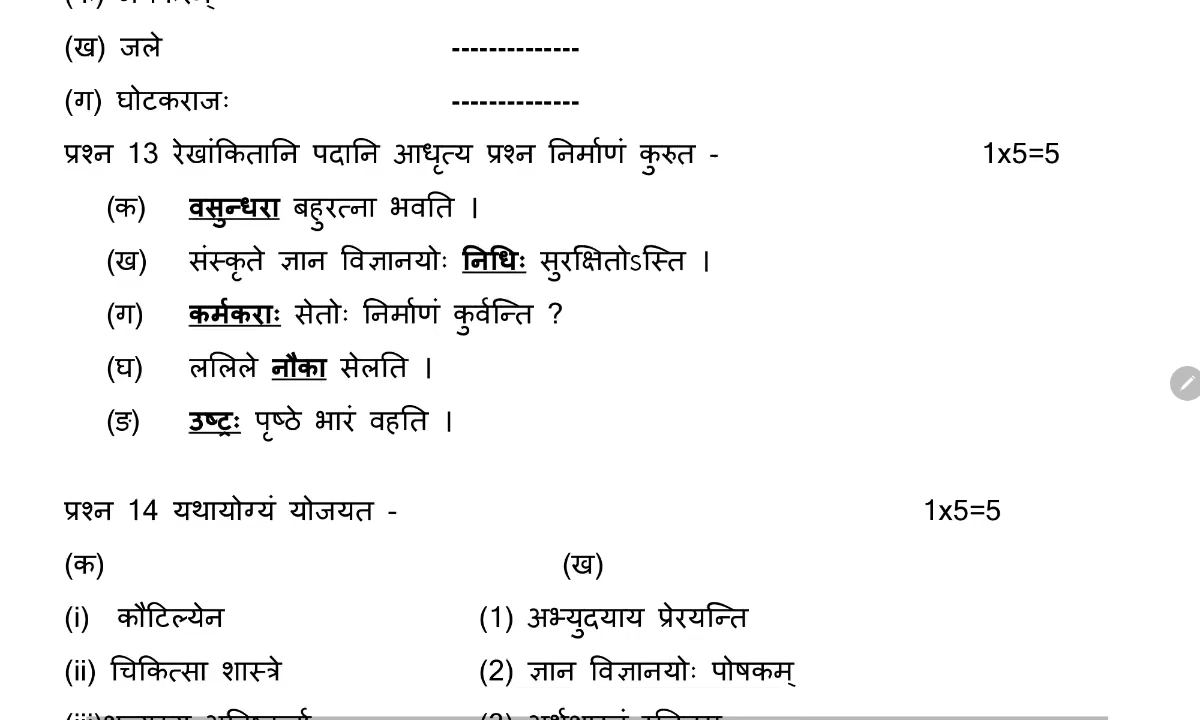 (ख) जले --------------
(ग) घोटकराजः --------------
प्रश्न 13 रेखांकितानि पदानि आधृत्य प्रश्न निर्माणं कुरुत - 1x5=5
(क) वसुन्धरा बहुरत्ना भवति ।
(ख) संस्कृते ज्ञान विज्ञानयोः निधिः सुरक्षितोऽस्ति ।
(ग) कर्मकराः सेतोः निर्माणं कुर्वन्ति ?
(घ) ललिले नौका सेलति ।
(ङ) उष्ट्रः पृष्ठे भारं वहति ।
प्रश्न 14 यथायोग्यं योजयत - 1x5=5
(क) (ख)
(i) कौटिल्येन (1) अभ्युदयाय प्रेरयन्ति
(ii) चिकित्सा शास्त्रे (2) ज्ञान विज्ञानयोः पोषकम्